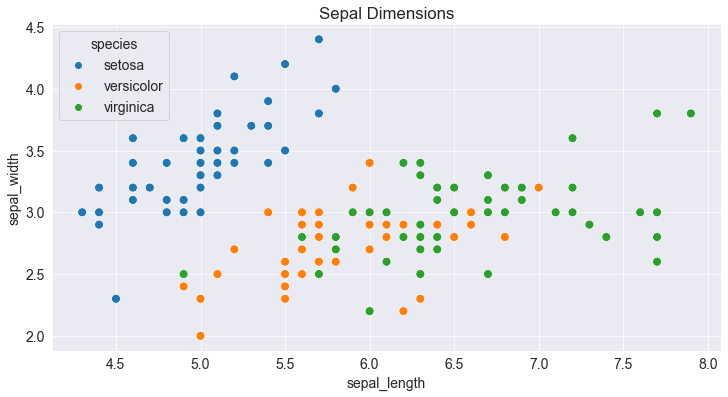 Sepal Dimensions
species
setosa
versicolor
virginica
sepal_width
4.5
4.0
3.5
3.0
2.5
2.0
4.5 5.0 5.5 6.0 6.5 7.0 7.5 8.0
sepal_length